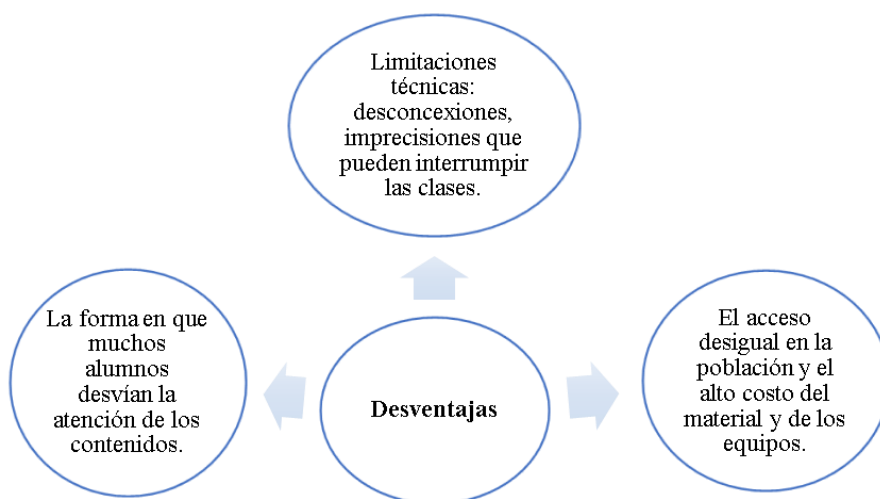 Limitaciones
técnicas:
desconcexiones,
imprecisiones que
pueden interrumpir
las clases.
La forma en que
muchos
alumnos
desvían la
atención de los
contenidos.
Desventajas
El acceso
desigual en la
población y el
alto costo del
material y de los
equipos.